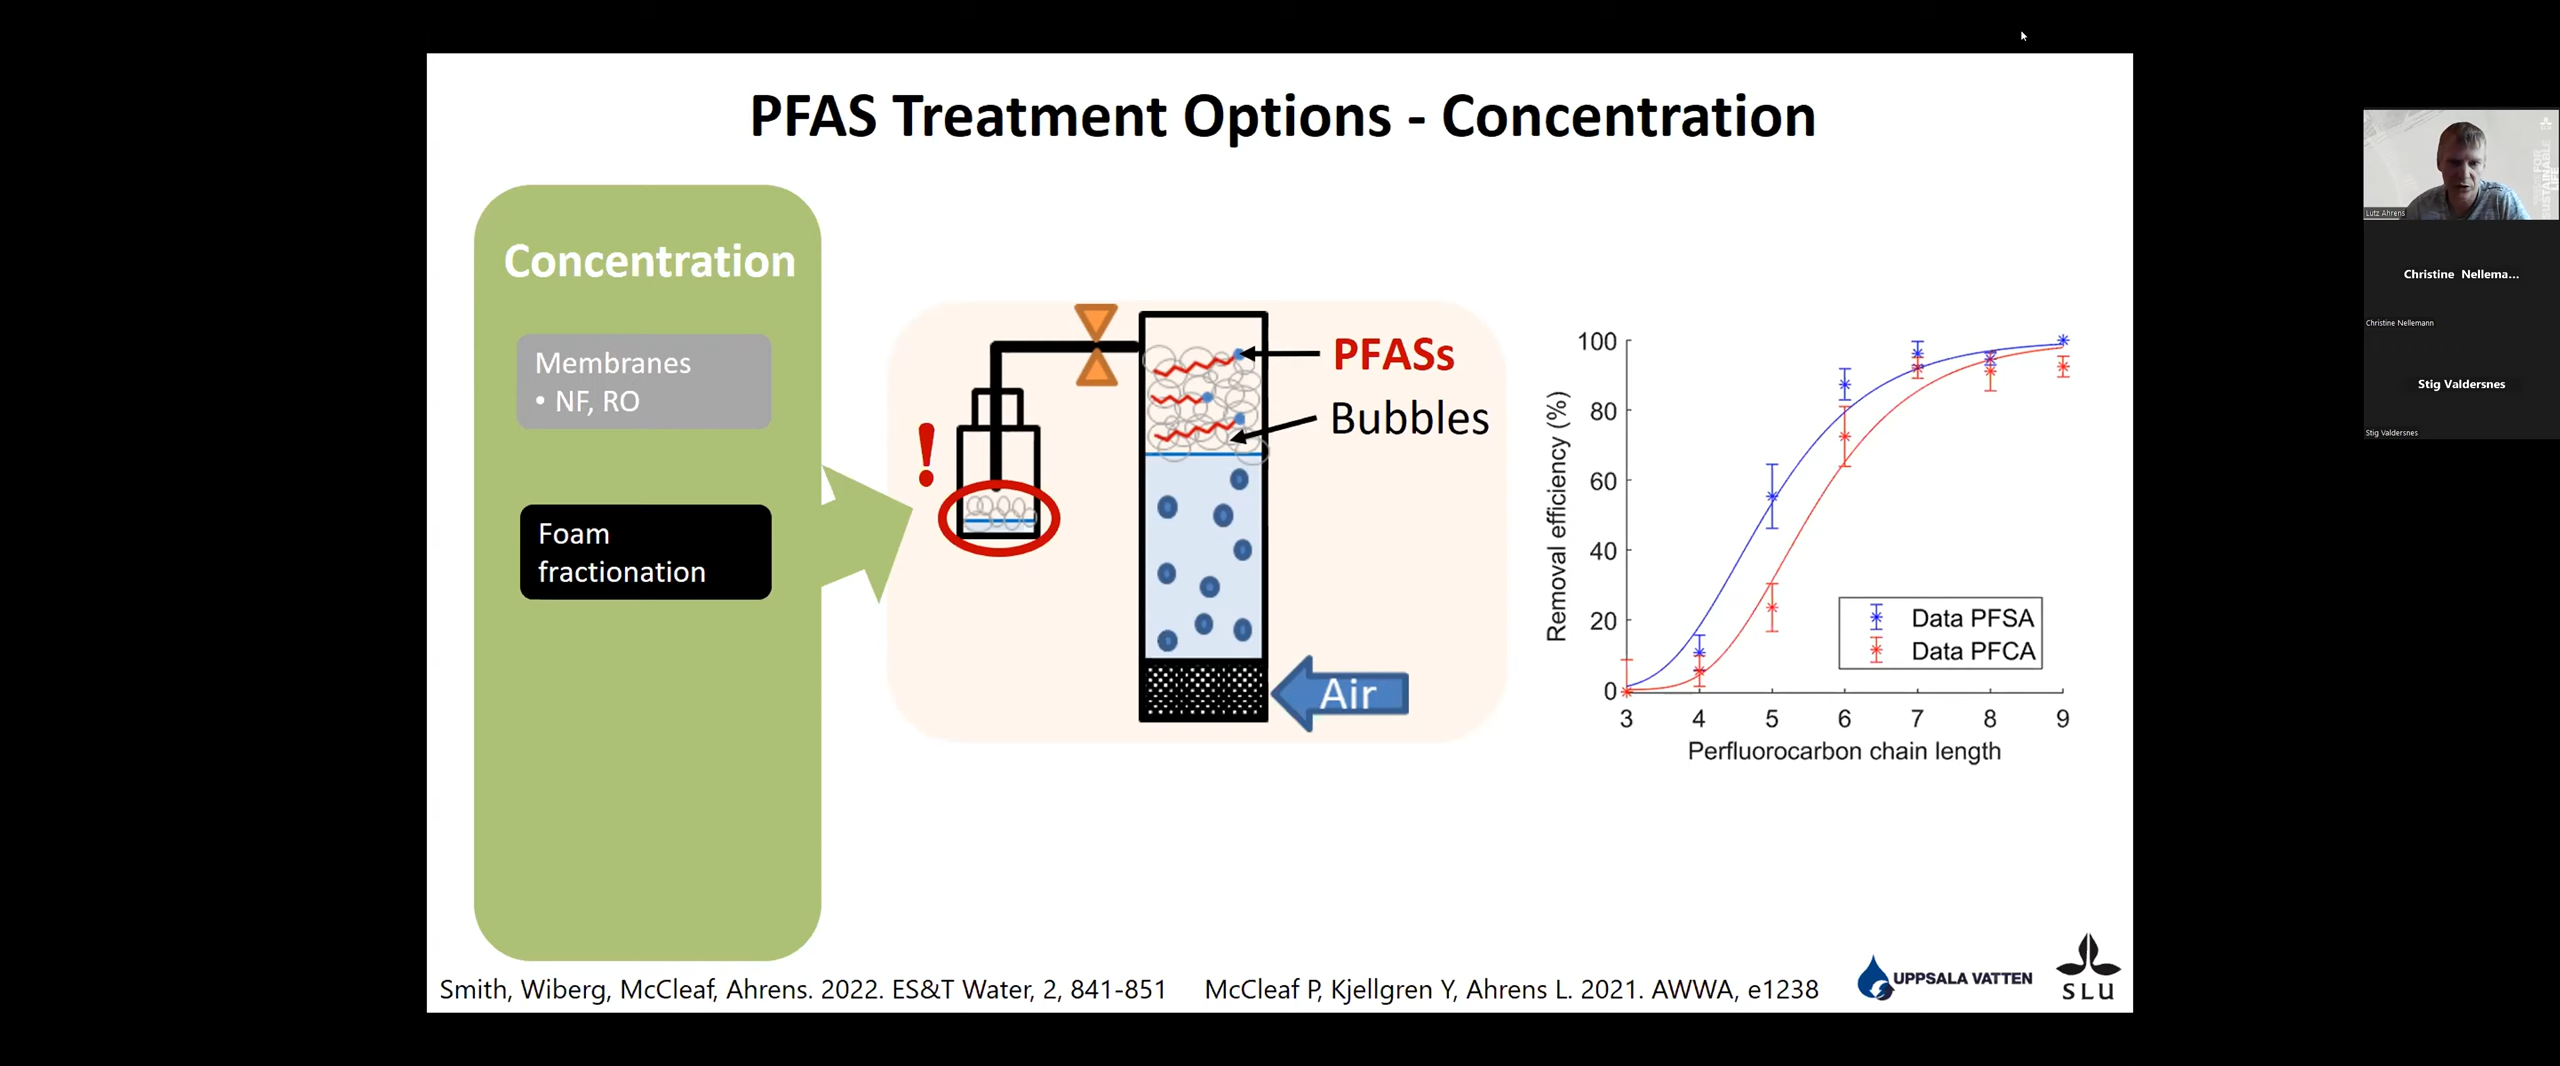 PFAS Treatment Options - Concentration
Concentration
Membranes
• NF, RO
Foam
fractionation
!
PFASs
Bubbles
Air
Removal efficiency (%)
100
80
60
40
20
0
3 4 5 6 7 8 9
Perfluorocarbon chain length
Data PFSA
Data PFCA
Smith, Wiberg, McCleaf, Ahrens. 2022. ES&T Water, 2, 841-851
McCleaf P, Kjellgren Y, Ahrens L. 2021. AWWA, e1238
UPPSALA VATTEN
SLU
SUSTAINABLE
LIFE
Lutz Ahrens
Christine Nellema...
Christine Nellemann
Stig Valdersnes
Stig Valdersnes